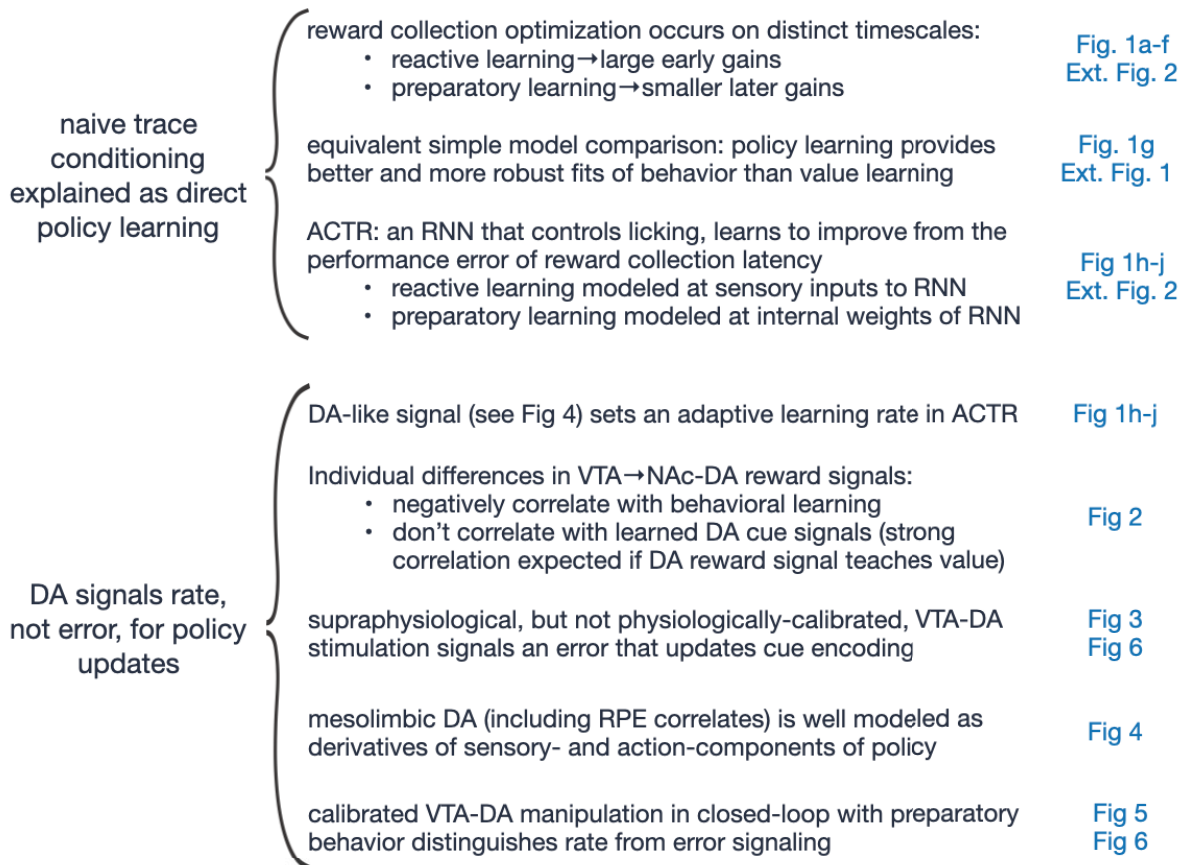 reward collection optimization occurs on distinct timescales:
• reactive learning→large early gains
• preparatory learning→smaller later gains
Fig. 1a-f
Ext. Fig. 2
naive trace
conditioning
explained as direct
policy learning
equivalent simple model comparison: policy learning provides
better and more robust fits of behavior than value learning
Fig. 1g
Ext. Fig. 1
ACTR: an RNN that controls licking, learns to improve from the
performance error of reward collection latency
• reactive learning modeled at sensory inputs to RNN
• preparatory learning modeled at internal weights of RNN
Fig 1h-j
Ext. Fig. 2
DA-like signal (see Fig 4) sets an adaptive learning rate in ACTR
Fig 1h-j
Individual differences in VTA→NAc-DA reward signals:
• negatively correlate with behavioral learning
• don't correlate with learned DA cue signals (strong
correlation expected if DA reward signal teaches value)
Fig 2
DA signals rate,
not error, for policy
updates
supraphysiological, but not physiologically-calibrated, VTA-DA
stimulation signals an error that updates cue encoding
Fig 3
Fig 6
mesolimbic DA (including RPE correlates) is well modeled as
derivatives of sensory- and action-components of policy
Fig 4
calibrated VTA-DA manipulation in closed-loop with preparatory
behavior distinguishes rate from error signaling
Fig 5
Fig 6